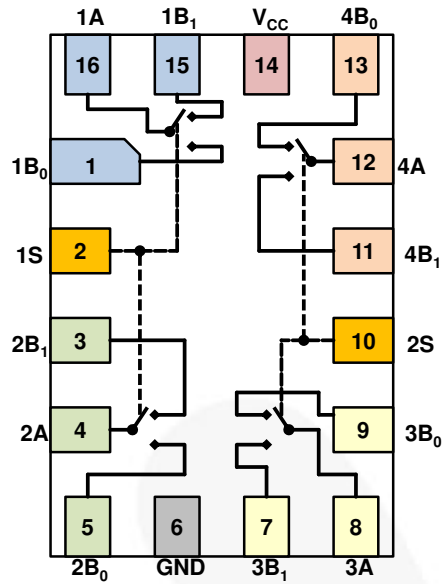 1A 1B₁ V_CC 4B₀
16 15 14 13
1B₀ 1 12 4A
1S 2 11 4B₁
2B₁ 3 10 2S
2A 4 9 3B₀
5 6 7 8
2B₀ GND 3B₁ 3A